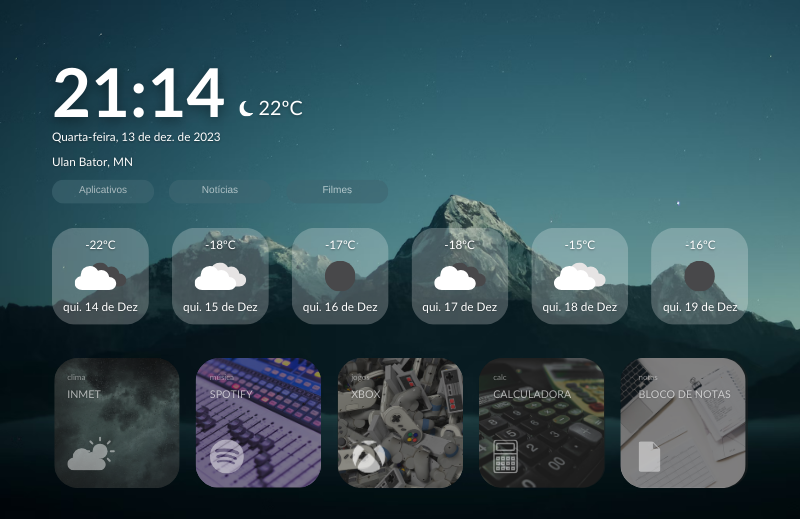 21:14
22°C
Quarta-feira, 13 de dez. de 2023
Ulan Bator, MN
Aplicativos Notícias Filmes
-22°C -18°C -17°C -18°C -15°C -16°C
qui. 14 de Dez qui. 15 de Dez qui. 16 de Dez qui. 17 de Dez qui. 18 de Dez qui. 19 de Dez
clima música jogos calc notas
INMET SPOTIFY XBOX CALCULADORA BLOCO DE NOTAS